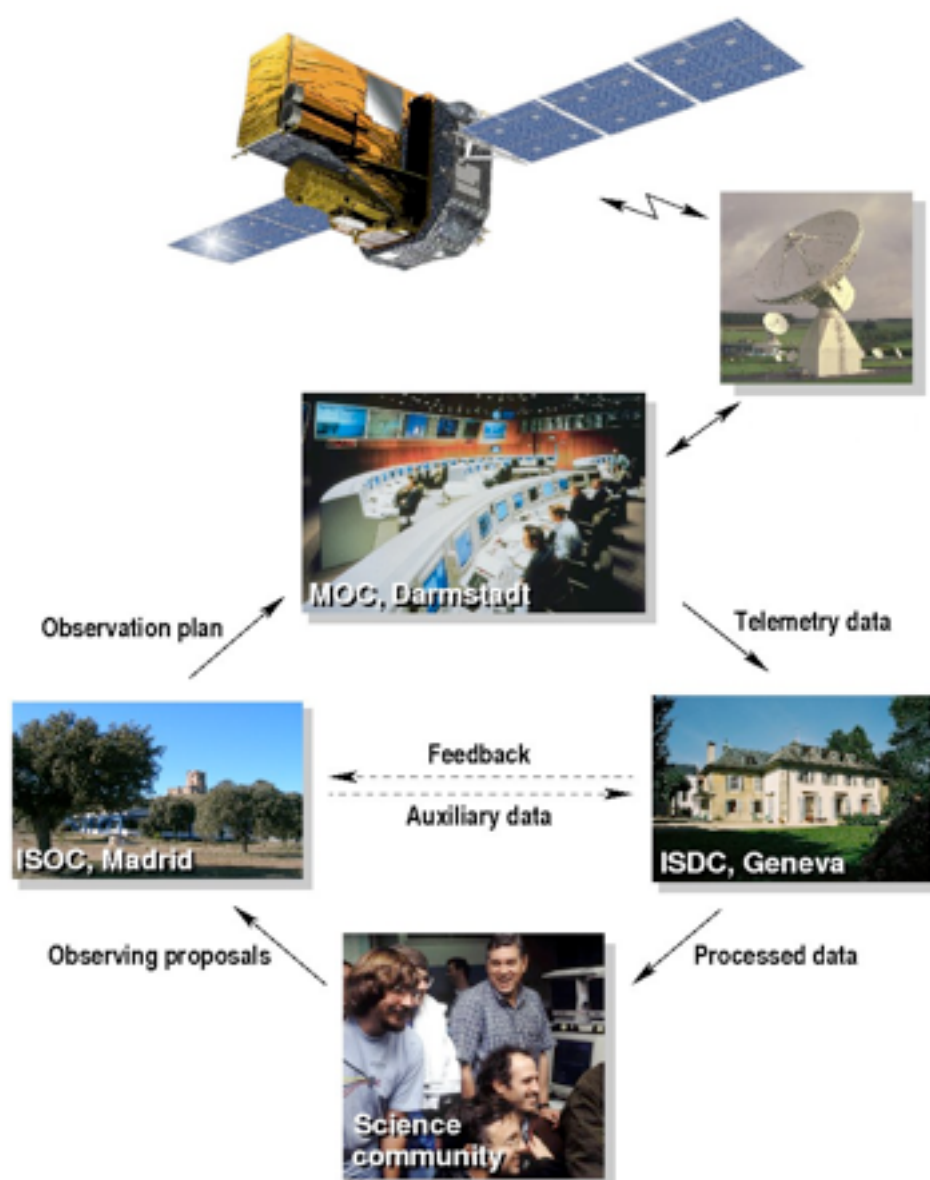 MOC, Darmstadt
Observation plan
Telemetry data
Feedback
Auxiliary data
ISOC, Madrid
ISDC, Geneva
Observing proposals
Processed data
Science
community